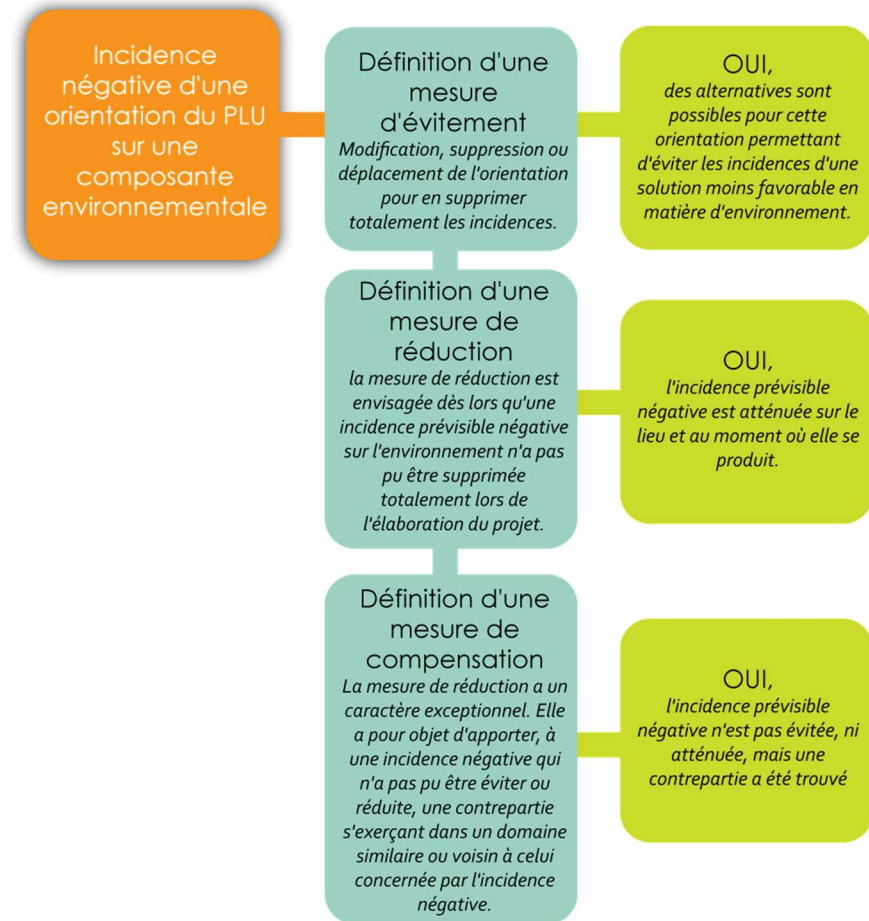 Incidence
négative d'une
orientation du PLU
sur une
composante
environnementale
Définition d'une
mesure
d'évitement
Modification, suppression ou
déplacement de l'orientation
pour en supprimer
totalement les incidences.
OUI,
des alternatives sont
possibles pour cette
orientation permettant
d'éviter les incidences d'une
solution moins favorable en
matière d'environnement.
Définition d'une
mesure de
réduction
la mesure de réduction est
envisagée dès lors qu'une
incidence prévisible négative
sur l'environnement n'a pas
pu être supprimée
totalement lors de
l'élaboration du projet.
OUI,
l'incidence prévisible
négative est atténuée sur le
lieu et au moment où elle se
produit.
Définition d'une
mesure de
compensation
La mesure de réduction a un
caractère exceptionnel. Elle
a pour objet d'apporter, à
une incidence négative qui
n'a pas pu être éviter ou
réduite, une contrepartie
s'exerçant dans un domaine
similaire ou voisin à celui
concernée par l'incidence
négative.
OUI,
l'incidence prévisible
négative n'est pas évitée, ni
atténuée, mais une
contrepartie a été trouvé